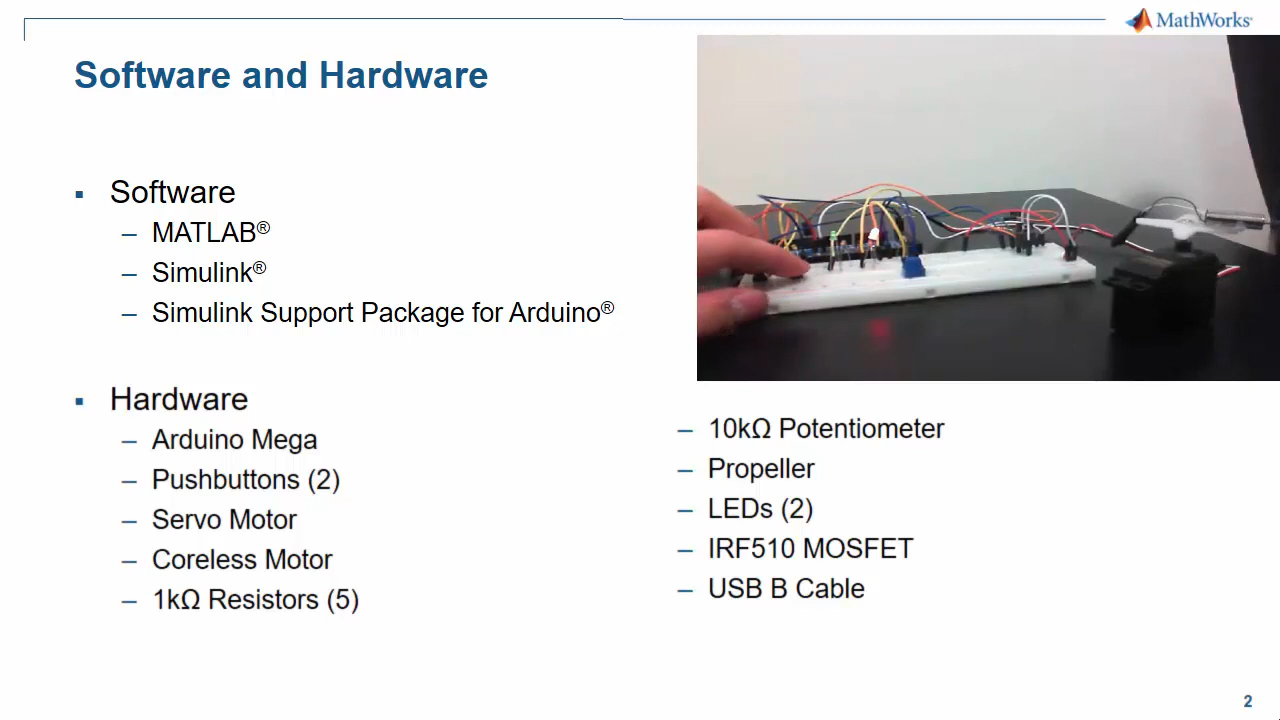 MathWorks®
Software and Hardware
▪ Software
– MATLAB®
– Simulink®
– Simulink Support Package for Arduino®
▪ Hardware
– Arduino Mega
– Pushbuttons (2)
– Servo Motor
– Coreless Motor
– 1kΩ Resistors (5)
– 10kΩ Potentiometer
– Propeller
– LEDs (2)
– IRF510 MOSFET
– USB B Cable
2